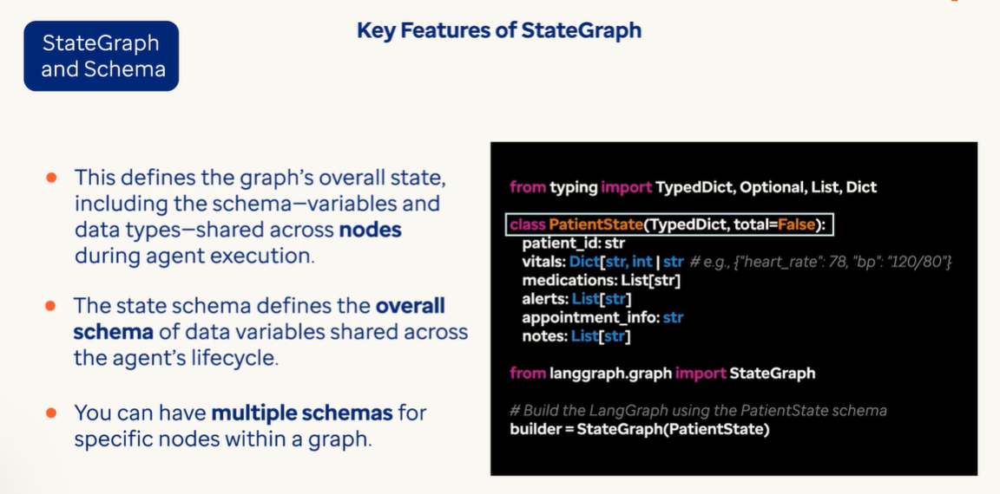 StateGraph
and Schema
Key Features of StateGraph
This defines the graph's overall state,
including the schema—variables and
data types—shared across nodes
during agent execution.
The state schema defines the overall
schema of data variables shared across
the agent's lifecycle.
You can have multiple schemas for
specific nodes within a graph.
from typing import TypedDict, Optional, List, Dict
class PatientState(TypedDict, total=False):
patient_id: str
vitals: Dict[str, int | str # e.g., {"heart_rate": 78, "bp": "120/80"}
medications: List[str]
alerts: List[str]
appointment_info: str
notes: List[str]
from langgraph.graph import StateGraph
# Build the LangGraph using the PatientState schema
builder = StateGraph(PatientState)